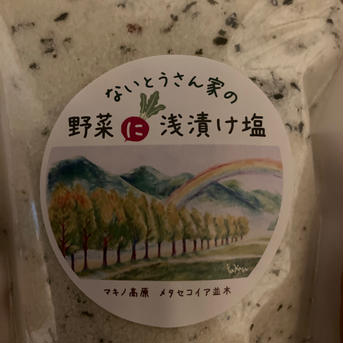 ないとうさん家の
野菜に浅漬け塩
マキノ高原 メタセコイア並木